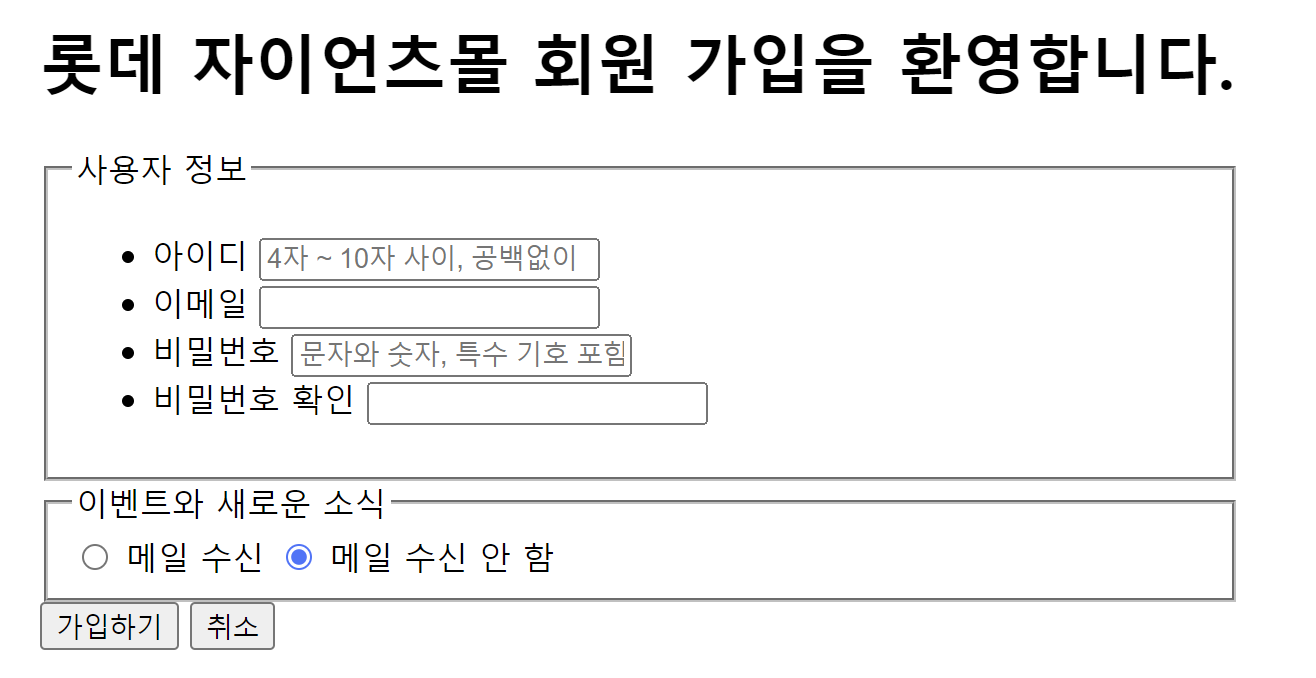 롯데 자이언츠몰 회원 가입을 환영합니다.
사용자 정보
아이디 4자 ~ 10자 사이, 공백없이
이메일
비밀번호 문자와 숫자, 특수 기호 포함
비밀번호 확인
이벤트와 새로운 소식
메일 수신 메일 수신 안 함
가입하기 취소